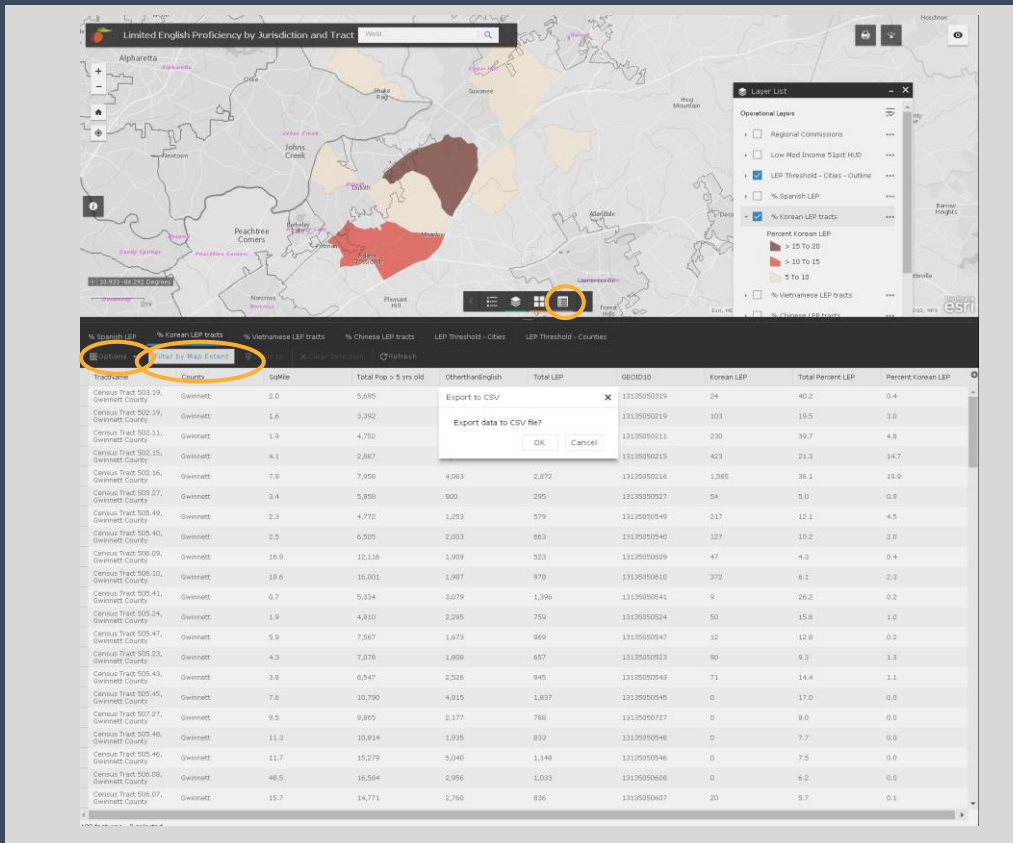 Hoodman
Limited English Proficiency by Jurisdiction and Tract
World
Alpharetta
Suwanee
Shake
Rag
Hog
Mountain
Johns Creek
Johns
Creek
Newtown
Duluth
Peachtree
Corners
Berkeley
Lake
Sandy Springs
Peachtree Corners
Norcross
Norcross
Pleasant
Hill
Lawrenceville
Barrow
Heights
33.933 -84.292 Degrees
Layer List
Operational Layers
Regional Commissions
Low Mod Income 51pct HUD
LEP Threshold - Cities - Outline
% Spanish LEP
% Korean LEP tracts
Percent Korean LEP
> 15 To 20
> 10 To 15
5 To 10
% Vietnamese LEP tracts
% Chinese LEP tracts
esri
% Spanish LEP % Korean LEP tracts % Vietnamese LEP tracts % Chinese LEP tracts LEP Threshold - Cities LEP Threshold - Counties
Options Filter by Map Extent Clear Selection Refresh
TractName County SqMile Total Pop > 5 yrs old OtherthanEnglish Total LEP GEOID10 Korean LEP Total Percent LEP Percent Korean LEP
Census Tract 503.19, Gwinnett 2.0 5,695 13135050319 24 40.2 0.4
Gwinnett County
Census Tract 502.19, Gwinnett 1.6 3,392 13135050219 103 19.5 3.0
Gwinnett County
Census Tract 502.11, Gwinnett 1.9 4,752 13135050211 230 39.7 4.8
Gwinnett County
Census Tract 502.15, Gwinnett 4.1 2,887 13135050215 423 21.3 14.7
Gwinnett County
Export to CSV
Export data to CSV file?
OK Cancel
Census Tract 502.16, Gwinnett 7.9 7,958 4,063 2,872 13135050216 1,585 36.1 19.9
Gwinnett County
Census Tract 505.27, Gwinnett 3.4 5,858 900 295 13135050527 54 5.0 0.9
Gwinnett County
Census Tract 505.49, Gwinnett 2.3 4,772 1,253 579 13135050549 217 12.1 4.5
Gwinnett County
Census Tract 505.40, Gwinnett 2.5 6,505 2,003 663 13135050540 127 10.2 2.0
Gwinnett County
Census Tract 506.09, Gwinnett 16.9 12,116 1,909 523 13135050609 47 4.3 0.4
Gwinnett County
Census Tract 506.10, Gwinnett 18.6 16,001 1,987 978 13135050610 372 6.1 2.3
Gwinnett County
Census Tract 505.41, Gwinnett 0.7 5,334 3,079 1,396 13135050541 9 26.2 0.2
Gwinnett County
Census Tract 505.24, Gwinnett 1.9 4,810 2,295 759 13135050524 50 15.8 1.0
Gwinnett County
Census Tract 505.47, Gwinnett 5.9 7,567 1,673 969 13135050547 12 12.8 0.2
Gwinnett County
Census Tract 505.23, Gwinnett 4.3 7,078 1,808 657 13135050523 90 9.3 1.3
Gwinnett County
Census Tract 505.43, Gwinnett 3.8 6,547 2,526 945 13135050543 71 14.4 1.1
Gwinnett County
Census Tract 505.45, Gwinnett 7.6 10,790 4,815 1,837 13135050545 0 17.0 0.0
Gwinnett County
Census Tract 507.27, Gwinnett 9.5 9,865 2,177 788 13135050727 0 8.0 0.0
Gwinnett County
Census Tract 505.48, Gwinnett 11.3 10,814 1,935 833 13135050548 0 7.7 0.0
Gwinnett County
Census Tract 505.46, Gwinnett 11.7 15,279 5,040 1,148 13135050546 0 7.5 0.0
Gwinnett County
Census Tract 506.08, Gwinnett 48.5 16,584 2,956 1,033 13135050608 0 6.2 0.0
Gwinnett County
Census Tract 506.07, Gwinnett 15.7 14,771 2,760 836 13135050607 20 5.7 0.1
Gwinnett County